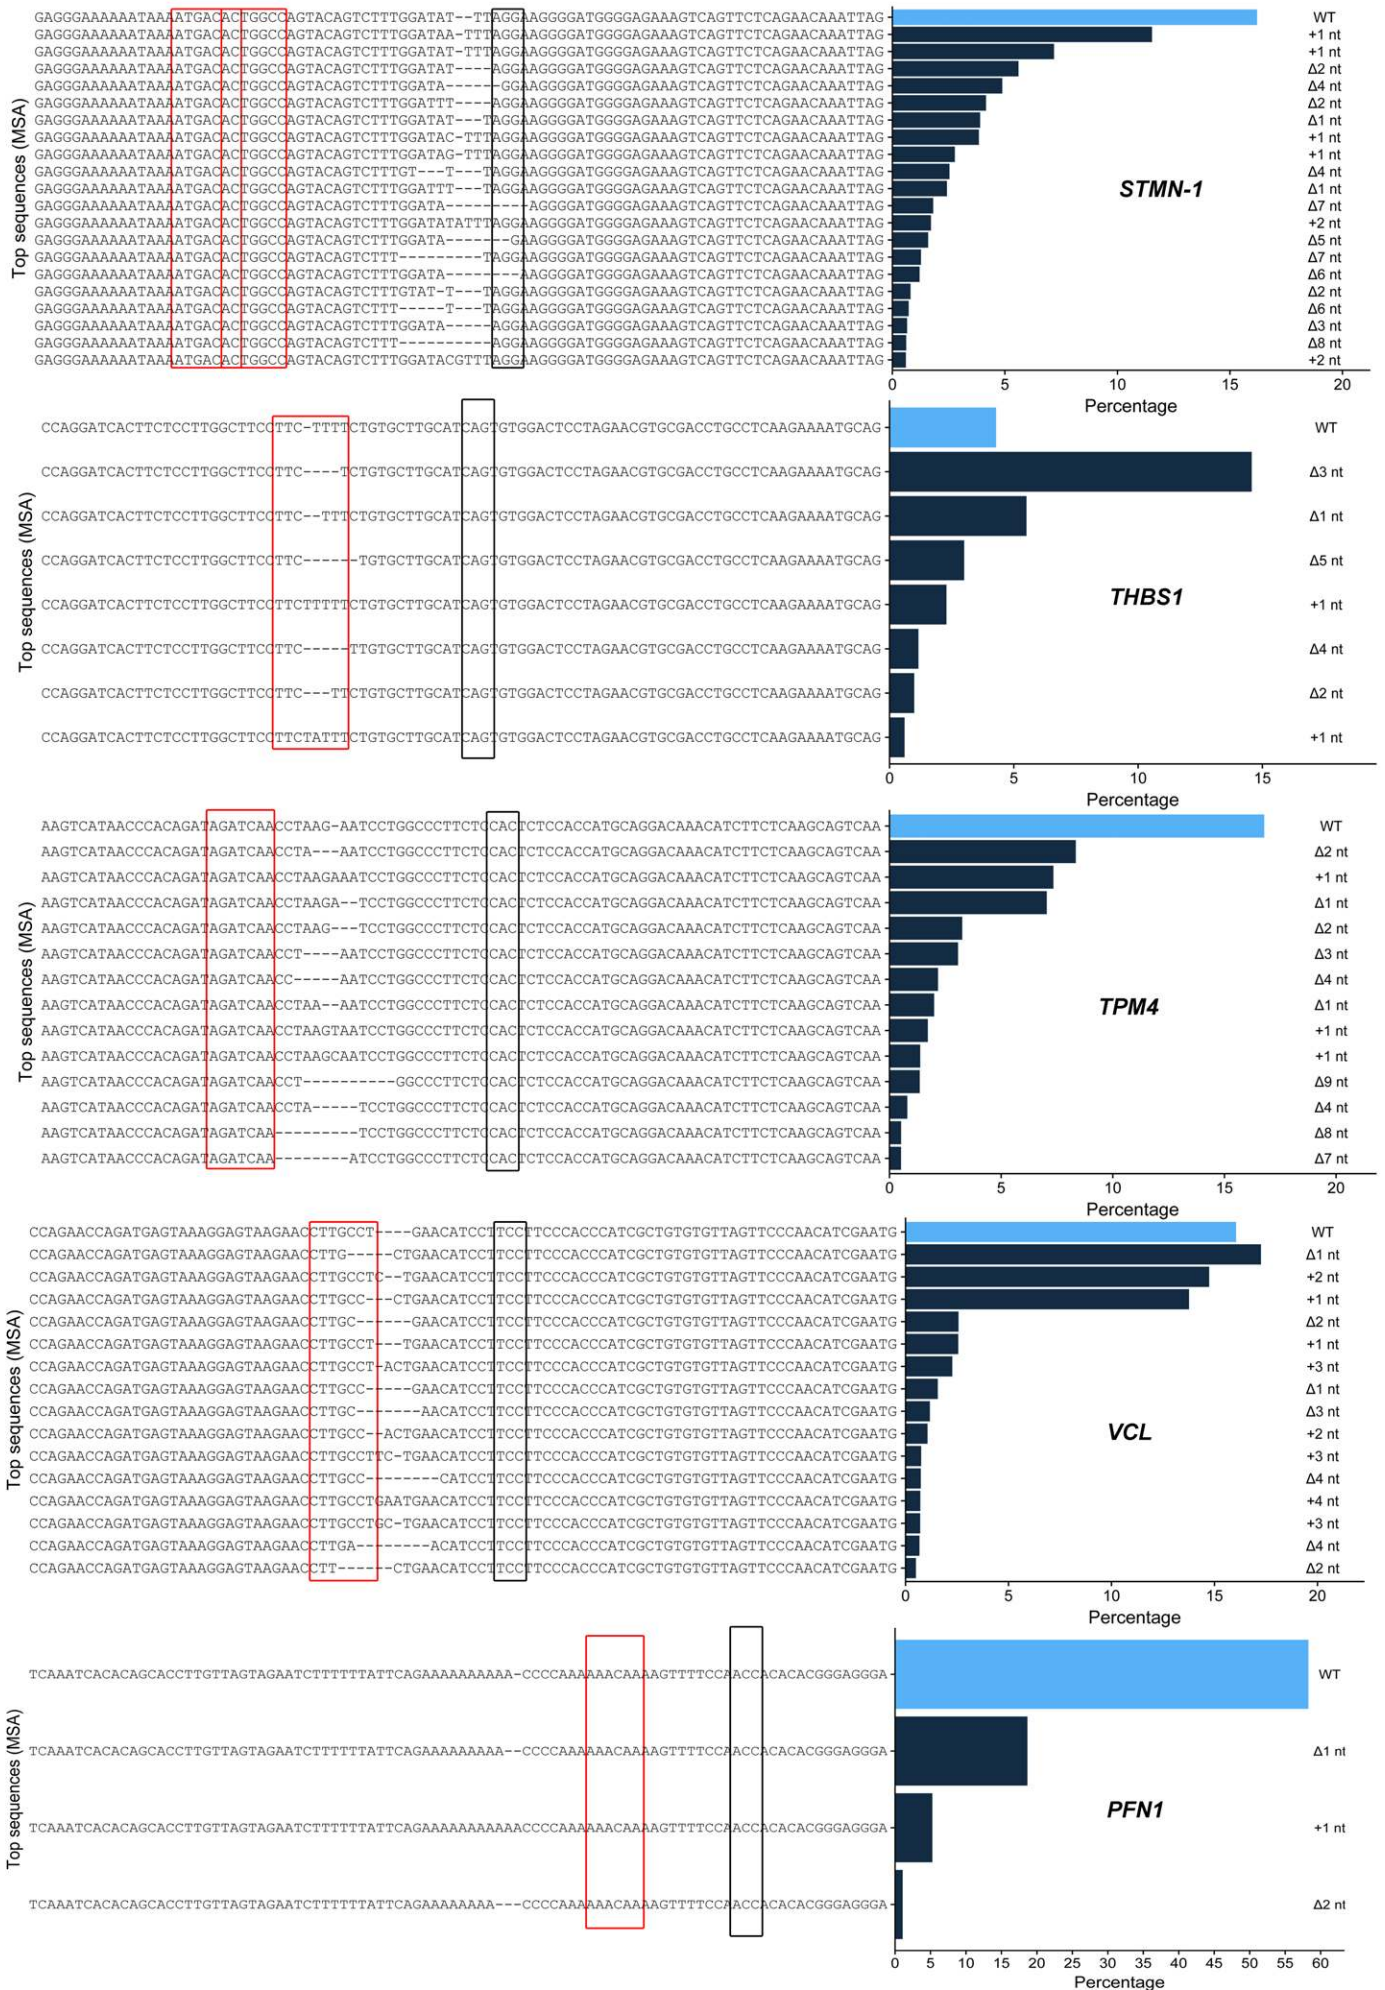 Top sequences (MSA)
GAGGGAAAAAATAAAATGACACTGGCCAGTACAGTCTTTGGATAT--TTAGGAAGGGGATGGGGAGAAAGTCAGTTCTCAGAACAAATTAG WT
GAGGGAAAAAATAAAATGACACTGGCCAGTACAGTCTTTGGATAA-TTTAGGAAGGGGATGGGGAGAAAGTCAGTTCTCAGAACAAATTAG +1 nt
GAGGGAAAAAATAAAATGACACTGGCCAGTACAGTCTTTGGATAT-TTTAGGAAGGGGATGGGGAGAAAGTCAGTTCTCAGAACAAATTAG +1 nt
GAGGGAAAAAATAAAATGACACTGGCCAGTACAGTCTTTGGATAT----AGGAAGGGGATGGGGAGAAAGTCAGTTCTCAGAACAAATTAG Δ2 nt
GAGGGAAAAAATAAAATGACACTGGCCAGTACAGTCTTTGGATA------GGAAGGGGATGGGGAGAAAGTCAGTTCTCAGAACAAATTAG Δ4 nt
GAGGGAAAAAATAAAATGACACTGGCCAGTACAGTCTTTGGATTT----AGGAAGGGGATGGGGAGAAAGTCAGTTCTCAGAACAAATTAG Δ2 nt
GAGGGAAAAAATAAAATGACACTGGCCAGTACAGTCTTTGGATAT---TAGGAAGGGGATGGGGAGAAAGTCAGTTCTCAGAACAAATTAG Δ1 nt
GAGGGAAAAAATAAAATGACACTGGCCAGTACAGTCTTTGGATAC-TTTAGGAAGGGGATGGGGAGAAAGTCAGTTCTCAGAACAAATTAG +1 nt
GAGGGAAAAAATAAAATGACACTGGCCAGTACAGTCTTTGGATAG-TTTAGGAAGGGGATGGGGAGAAAGTCAGTTCTCAGAACAAATTAG +1 nt
GAGGGAAAAAATAAAATGACACTGGCCAGTACAGTCTTTGT---T---TAGGAAGGGGATGGGGAGAAAGTCAGTTCTCAGAACAAATTAG Δ4 nt
GAGGGAAAAAATAAAATGACACTGGCCAGTACAGTCTTTGGATTT---TAGGAAGGGGATGGGGAGAAAGTCAGTTCTCAGAACAAATTAG Δ1 nt
GAGGGAAAAAATAAAATGACACTGGCCAGTACAGTCTTTGGATA---------AGGGGATGGGGAGAAAGTCAGTTCTCAGAACAAATTAG Δ7 nt
GAGGGAAAAAATAAAATGACACTGGCCAGTACAGTCTTTGGATATATTTAGGAAGGGGATGGGGAGAAAGTCAGTTCTCAGAACAAATTAG +2 nt
GAGGGAAAAAATAAAATGACACTGGCCAGTACAGTCTTTGGATA-------GAAGGGGATGGGGAGAAAGTCAGTTCTCAGAACAAATTAG Δ5 nt
GAGGGAAAAAATAAAATGACACTGGCCAGTACAGTCTTT---------TAGGAAGGGGATGGGGAGAAAGTCAGTTCTCAGAACAAATTAG Δ7 nt
GAGGGAAAAAATAAAATGACACTGGCCAGTACAGTCTTTGGATA--------AAGGGGATGGGGAGAAAGTCAGTTCTCAGAACAAATTAG Δ6 nt
GAGGGAAAAAATAAAATGACACTGGCCAGTACAGTCTTTGTAT-T---TAGGAAGGGGATGGGGAGAAAGTCAGTTCTCAGAACAAATTAG Δ2 nt
GAGGGAAAAAATAAAATGACACTGGCCAGTACAGTCTTT-----T---TAGGAAGGGGATGGGGAGAAAGTCAGTTCTCAGAACAAATTAG Δ6 nt
GAGGGAAAAAATAAAATGACACTGGCCAGTACAGTCTTTGGATA-----AGGAAGGGGATGGGGAGAAAGTCAGTTCTCAGAACAAATTAG Δ3 nt
GAGGGAAAAAATAAAATGACACTGGCCAGTACAGTCTTT----------AGGAAGGGGATGGGGAGAAAGTCAGTTCTCAGAACAAATTAG Δ8 nt
GAGGGAAAAAATAAAATGACACTGGCCAGTACAGTCTTTGGATACGTTTAGGAAGGGGATGGGGAGAAAGTCAGTTCTCAGAACAAATTAG +2 nt
STMN-1
0 5 10 15 20
Percentage
Top sequences (MSA)
CCAGGATCACTTCTCCTTGGCTTCCTTC-TTTTCTGTGCTTGCATCAGTGTGGACTCCTAGAACGTGCGACCTGCCTCAAGAAAATGCAG WT
CCAGGATCACTTCTCCTTGGCTTCCTTC----TCTGTGCTTGCATCAGTGTGGACTCCTAGAACGTGCGACCTGCCTCAAGAAAATGCAG Δ3 nt
CCAGGATCACTTCTCCTTGGCTTCCTTC--TTTCTGTGCTTGCATCAGTGTGGACTCCTAGAACGTGCGACCTGCCTCAAGAAAATGCAG Δ1 nt
CCAGGATCACTTCTCCTTGGCTTCCTTC------TGTGCTTGCATCAGTGTGGACTCCTAGAACGTGCGACCTGCCTCAAGAAAATGCAG Δ5 nt
CCAGGATCACTTCTCCTTGGCTTCCTTCTTTTTCTGTGCTTGCATCAGTGTGGACTCCTAGAACGTGCGACCTGCCTCAAGAAAATGCAG +1 nt
CCAGGATCACTTCTCCTTGGCTTCCTTC-----TTGTGCTTGCATCAGTGTGGACTCCTAGAACGTGCGACCTGCCTCAAGAAAATGCAG Δ4 nt
CCAGGATCACTTCTCCTTGGCTTCCTTC---TTCTGTGCTTGCATCAGTGTGGACTCCTAGAACGTGCGACCTGCCTCAAGAAAATGCAG Δ2 nt
CCAGGATCACTTCTCCTTGGCTTCCTTCTATTTCTGTGCTTGCATCAGTGTGGACTCCTAGAACGTGCGACCTGCCTCAAGAAAATGCAG +1 nt
THBS1
0 5 10 15
Percentage
Top sequences (MSA)
AAGTCATAACCCACAGATAGATCAACCTAAG-AATCCTGGCCCTTCTCCACTCTCCACCATGCAGGACAAACATCTTCTCAAGCAGTCAA WT
AAGTCATAACCCACAGATAGATCAACCTA---AATCCTGGCCCTTCTCCACTCTCCACCATGCAGGACAAACATCTTCTCAAGCAGTCAA Δ2 nt
AAGTCATAACCCACAGATAGATCAACCTAAGAAATCCTGGCCCTTCTCCACTCTCCACCATGCAGGACAAACATCTTCTCAAGCAGTCAA +1 nt
AAGTCATAACCCACAGATAGATCAACCTAAGA--TCCTGGCCCTTCTCCACTCTCCACCATGCAGGACAAACATCTTCTCAAGCAGTCAA Δ1 nt
AAGTCATAACCCACAGATAGATCAACCTAAG---TCCTGGCCCTTCTCCACTCTCCACCATGCAGGACAAACATCTTCTCAAGCAGTCAA Δ2 nt
AAGTCATAACCCACAGATAGATCAACCT----AATCCTGGCCCTTCTCCACTCTCCACCATGCAGGACAAACATCTTCTCAAGCAGTCAA Δ3 nt
AAGTCATAACCCACAGATAGATCAACC-----AATCCTGGCCCTTCTCCACTCTCCACCATGCAGGACAAACATCTTCTCAAGCAGTCAA Δ4 nt
AAGTCATAACCCACAGATAGATCAACCTAA--AATCCTGGCCCTTCTCCACTCTCCACCATGCAGGACAAACATCTTCTCAAGCAGTCAA Δ1 nt
AAGTCATAACCCACAGATAGATCAACCTAAGTAATCCTGGCCCTTCTCCACTCTCCACCATGCAGGACAAACATCTTCTCAAGCAGTCAA +1 nt
AAGTCATAACCCACAGATAGATCAACCTAAGCAATCCTGGCCCTTCTCCACTCTCCACCATGCAGGACAAACATCTTCTCAAGCAGTCAA +1 nt
AAGTCATAACCCACAGATAGATCAACCT----------GGCCCTTCTCCACTCTCCACCATGCAGGACAAACATCTTCTCAAGCAGTCAA Δ9 nt
AAGTCATAACCCACAGATAGATCAACCTA-----TCCTGGCCCTTCTCCACTCTCCACCATGCAGGACAAACATCTTCTCAAGCAGTCAA Δ4 nt
AAGTCATAACCCACAGATAGATCAA---------TCCTGGCCCTTCTCCACTCTCCACCATGCAGGACAAACATCTTCTCAAGCAGTCAA Δ8 nt
AAGTCATAACCCACAGATAGATCAA--------ATCCTGGCCCTTCTCCACTCTCCACCATGCAGGACAAACATCTTCTCAAGCAGTCAA Δ7 nt
TPM4
0 5 10 15 20
Percentage
Top sequences (MSA)
CCAGAACCAGATGAGTAAAGGAGTAAGAACCTTGCCT----GAACATCCTTCCTTCCCACCCATCGCTGTGTGTTAGTTCCCAACATCGAATG WT
CCAGAACCAGATGAGTAAAGGAGTAAGAACCTTG-----CTGAACATCCTTCCTTCCCACCCATCGCTGTGTGTTAGTTCCCAACATCGAATG Δ1 nt
CCAGAACCAGATGAGTAAAGGAGTAAGAACCTTGCCTC--TGAACATCCTTCCTTCCCACCCATCGCTGTGTGTTAGTTCCCAACATCGAATG +2 nt
CCAGAACCAGATGAGTAAAGGAGTAAGAACCTTGCC---CTGAACATCCTTCCTTCCCACCCATCGCTGTGTGTTAGTTCCCAACATCGAATG +1 nt
CCAGAACCAGATGAGTAAAGGAGTAAGAACCTTGC------GAACATCCTTCCTTCCCACCCATCGCTGTGTGTTAGTTCCCAACATCGAATG Δ2 nt
CCAGAACCAGATGAGTAAAGGAGTAAGAACCTTGCCT---TGAACATCCTTCCTTCCCACCCATCGCTGTGTGTTAGTTCCCAACATCGAATG +1 nt
CCAGAACCAGATGAGTAAAGGAGTAAGAACCTTGCCT-ACTGAACATCCTTCCTTCCCACCCATCGCTGTGTGTTAGTTCCCAACATCGAATG +3 nt
CCAGAACCAGATGAGTAAAGGAGTAAGAACCTTGCC-----GAACATCCTTCCTTCCCACCCATCGCTGTGTGTTAGTTCCCAACATCGAATG Δ1 nt
CCAGAACCAGATGAGTAAAGGAGTAAGAACCTTGC-------AACATCCTTCCTTCCCACCCATCGCTGTGTGTTAGTTCCCAACATCGAATG Δ3 nt
CCAGAACCAGATGAGTAAAGGAGTAAGAACCTTGCC--ACTGAACATCCTTCCTTCCCACCCATCGCTGTGTGTTAGTTCCCAACATCGAATG +2 nt
CCAGAACCAGATGAGTAAAGGAGTAAGAACCTTGCCTTC-TGAACATCCTTCCTTCCCACCCATCGCTGTGTGTTAGTTCCCAACATCGAATG +3 nt
CCAGAACCAGATGAGTAAAGGAGTAAGAACCTTGCC--------CATCCTTCCTTCCCACCCATCGCTGTGTGTTAGTTCCCAACATCGAATG Δ4 nt
CCAGAACCAGATGAGTAAAGGAGTAAGAACCTTGCCTGAATGAACATCCTTCCTTCCCACCCATCGCTGTGTGTTAGTTCCCAACATCGAATG +4 nt
CCAGAACCAGATGAGTAAAGGAGTAAGAACCTTGCCTGC-TGAACATCCTTCCTTCCCACCCATCGCTGTGTGTTAGTTCCCAACATCGAATG +3 nt
CCAGAACCAGATGAGTAAAGGAGTAAGAACCTTGA--------ACATCCTTCCTTCCCACCCATCGCTGTGTGTTAGTTCCCAACATCGAATG Δ4 nt
CCAGAACCAGATGAGTAAAGGAGTAAGAACCTT------CTGAACATCCTTCCTTCCCACCCATCGCTGTGTGTTAGTTCCCAACATCGAATG Δ2 nt
VCL
0 5 10 15 20
Percentage
Top sequences (MSA)
TCAAATCACACAGCACCTTGTTAGTAGAATCTTTTTTATTCAGAAAAAAAAAA-CCCCAAAAAACAAAAGTTTTCCAACCACACACGGGAGGGA WT
TCAAATCACACAGCACCTTGTTAGTAGAATCTTTTTTATTCAGAAAAAAAAA--CCCCAAAAAACAAAAGTTTTCCAACCACACACGGGAGGGA Δ1 nt
TCAAATCACACAGCACCTTGTTAGTAGAATCTTTTTTATTCAGAAAAAAAAAAACCCCAAAAAACAAAAGTTTTCCAACCACACACGGGAGGGA +1 nt
TCAAATCACACAGCACCTTGTTAGTAGAATCTTTTTTATTCAGAAAAAAAA---CCCCAAAAAACAAAAGTTTTCCAACCACACACGGGAGGGA Δ2 nt
PFN1
0 5 10 15 20 25 30 35 40 45 50 55 60
Percentage